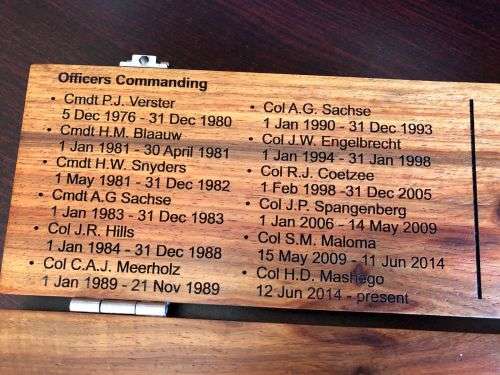 Officers Commanding
• Cmdt P.J. Verster
5 Dec 1976 - 31 Dec 1980
• Cmdt H.M. Blaauw
1 Jan 1981 - 30 April 1981
• Cmdt H.W. Snyders
1 May 1981 - 31 Dec 1982
• Cmdt A.G Sachse
1 Jan 1983 - 31 Dec 1983
• Col J.R. Hills
1 Jan 1984 - 31 Dec 1988
• Col C.A.J. Meerholz
1 Jan 1989 - 21 Nov 1989
• Col A.G. Sachse
1 Jan 1990 - 31 Dec 1993
• Col J.W. Engelbrecht
1 Jan 1994 - 31 Jan 1998
• Col R.J. Coetzee
1 Feb 1998 -31 Dec 2005
• Col J.P. Spangenberg
1 Jan 2006 - 14 May 2009
• Col S.M. Maloma
15 May 2009 - 11 Jun 2014
• Col H.D. Mashego
12 Jun 2014 - present